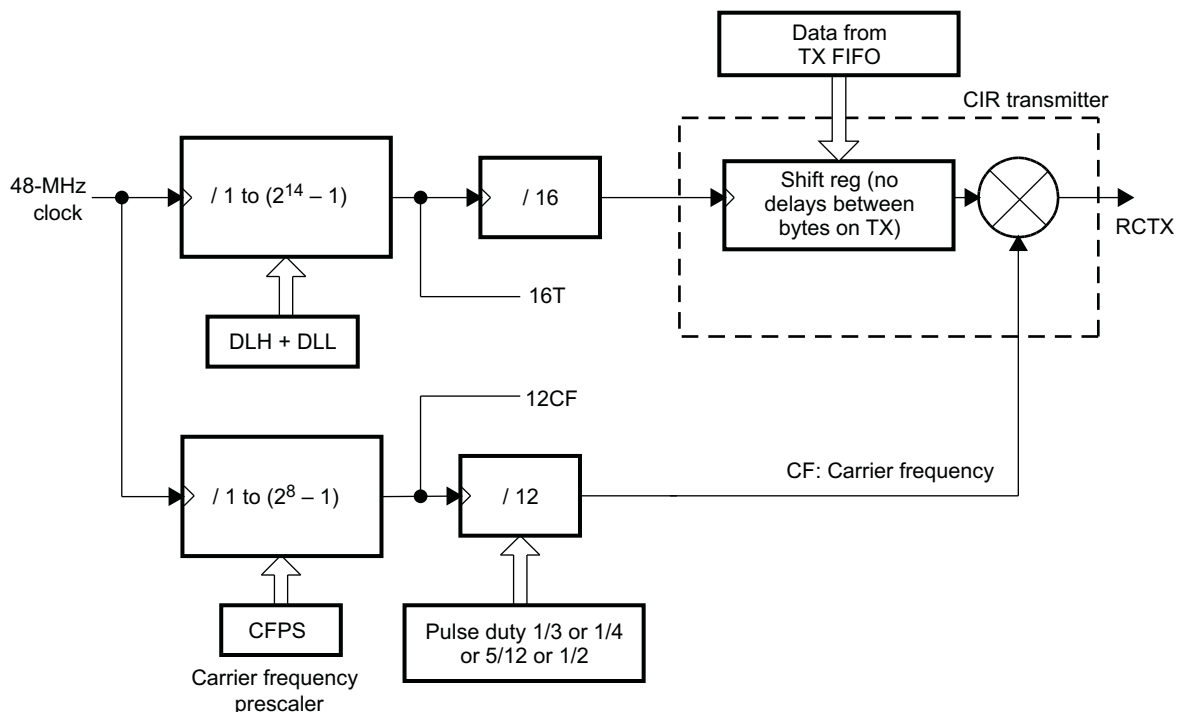 Data from
TX FIFO
CIR transmitter
48-MHz
clock
/ 1 to (2¹⁴ – 1)
/ 16
Shift reg (no
delays between
bytes on TX)
RCTX
16T
DLH + DLL
12CF
/ 1 to (2⁸ – 1)
/ 12
CF: Carrier frequency
CFPS
Carrier frequency
prescaler
Pulse duty 1/3 or 1/4
or 5/12 or 1/2